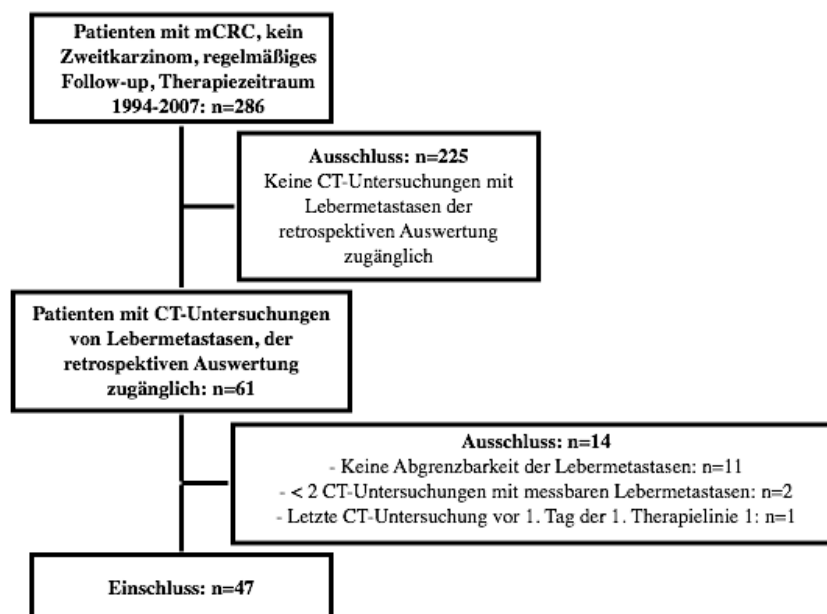 Patienten mit mCRC, kein
Zweitkarzinom, regelmäßiges
Follow-up, Therapiezeitraum
1994-2007: n=286
Ausschluss: n=225
Keine CT-Untersuchungen mit
Lebermetastasen der
retrospektiven Auswertung
zugänglich
Patienten mit CT-Untersuchungen
von Lebermetastasen, der
retrospektiven Auswertung
zugänglich: n=61
Ausschluss: n=14
- Keine Abgrenzbarkeit der Lebermetastasen: n=11
- < 2 CT-Untersuchungen mit messbaren Lebermetastasen: n=2
- Letzte CT-Untersuchung vor 1. Tag der 1. Therapielinie 1: n=1
Einschluss: n=47